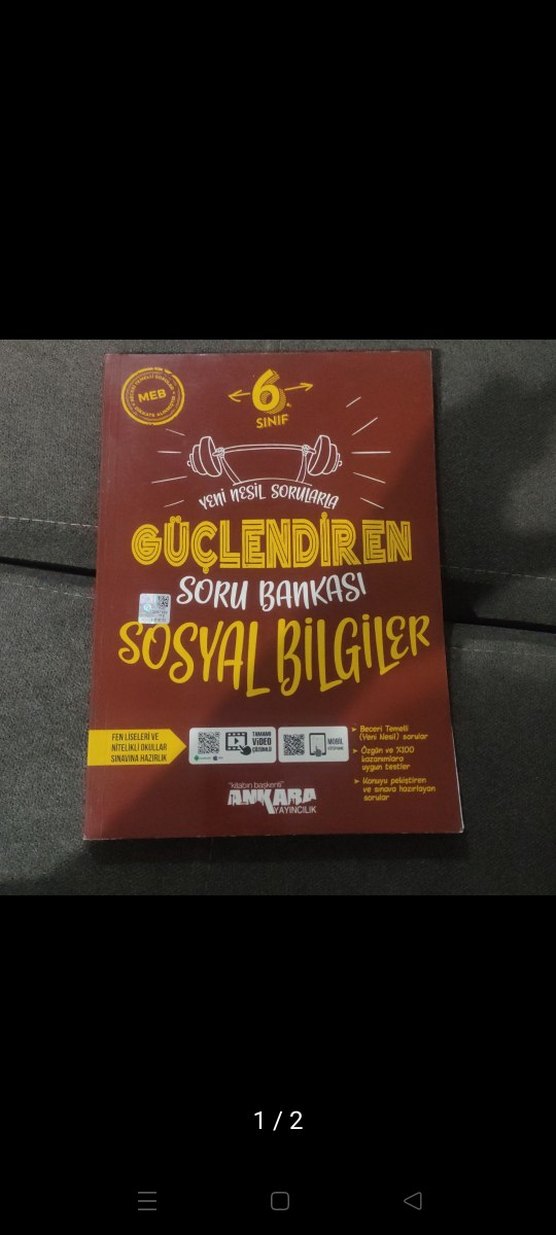 MEB
6.
SINIF
YENİ NESİL SORULARLA
GÜÇLENDİREN
SORU BANKASI
SOSYAL BİLGİLER
FEN LİSELERİ VE
NİTELİKLİ OKULLAR
SINAVINA HAZIRLIK
TAMAMI
VİDEO
ÇÖZÜMLÜ
MOBİL
Beceri Temelli
(Yeni Nesil) sorular
Özgün ve %100
kazanımlara
uygun testler
Konuyu pekiştiren
ve sınava hazırlayan
sorular
"kitabın başkenti"
ANKARA
YAYINCILIK
1 / 2